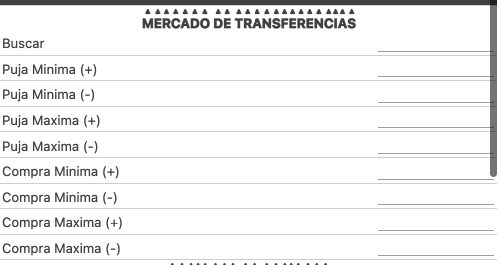 MERCADO DE TRANSFERENCIAS
Buscar
Puja Minima (+)
Puja Minima (-)
Puja Maxima (+)
Puja Maxima (-)
Compra Minima (+)
Compra Minima (-)
Compra Maxima (+)
Compra Maxima (-)